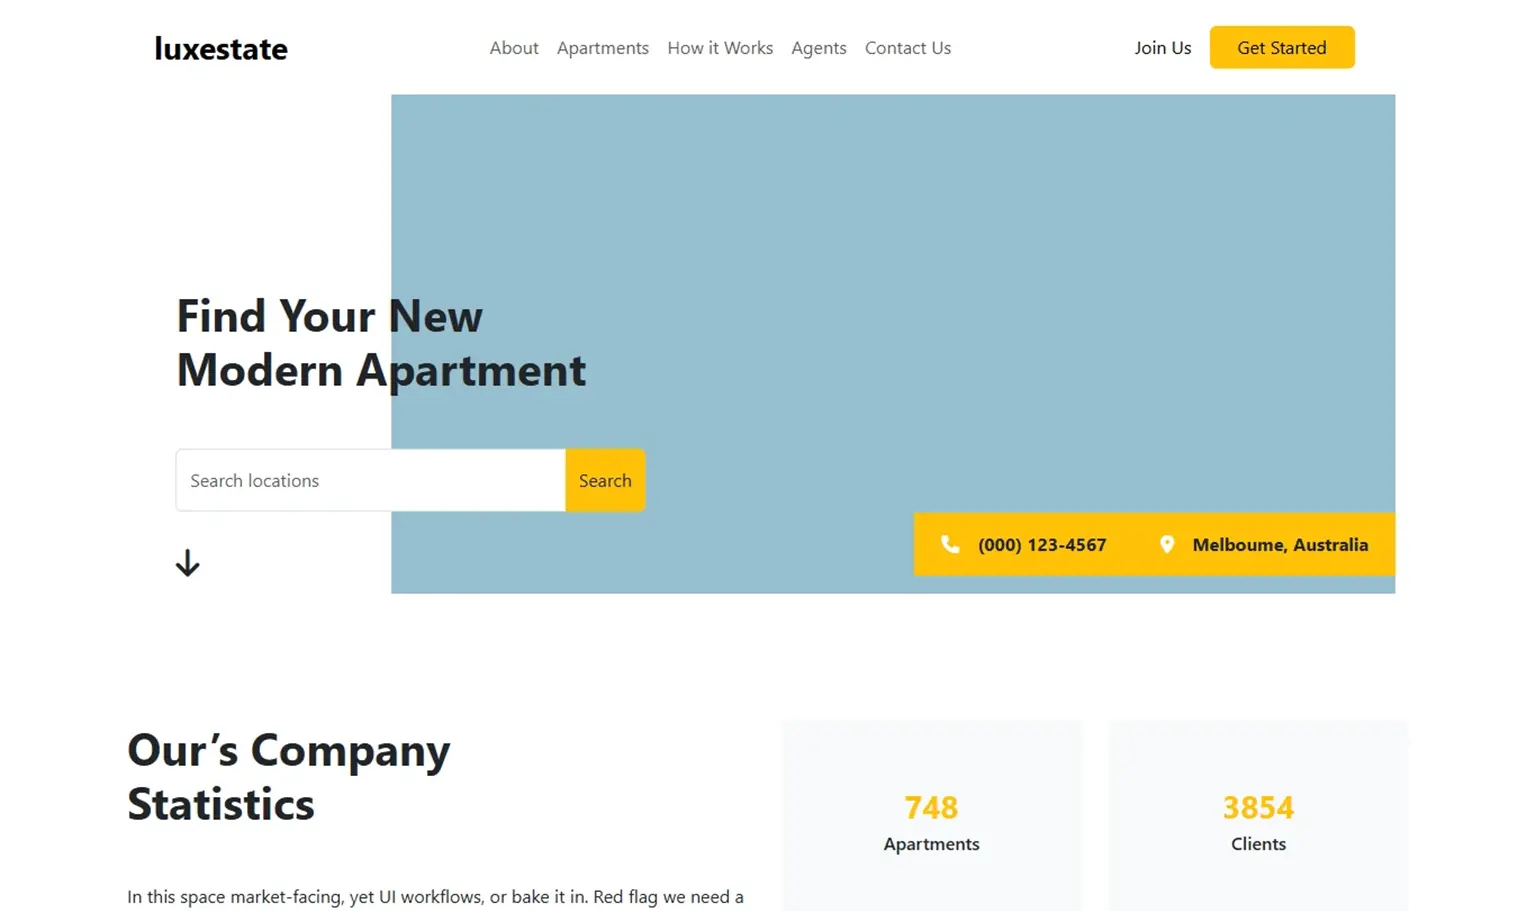 luxestate
About Apartments How it Works Agents Contact Us
Join Us Get Started
Find Your New
Modern Apartment
Search locations Search
(000) 123-4567 Melboume, Australia
Our’s Company
Statistics
748
Apartments
3854
Clients
In this space market-facing, yet UI workflows, or bake it in. Red flag we need a